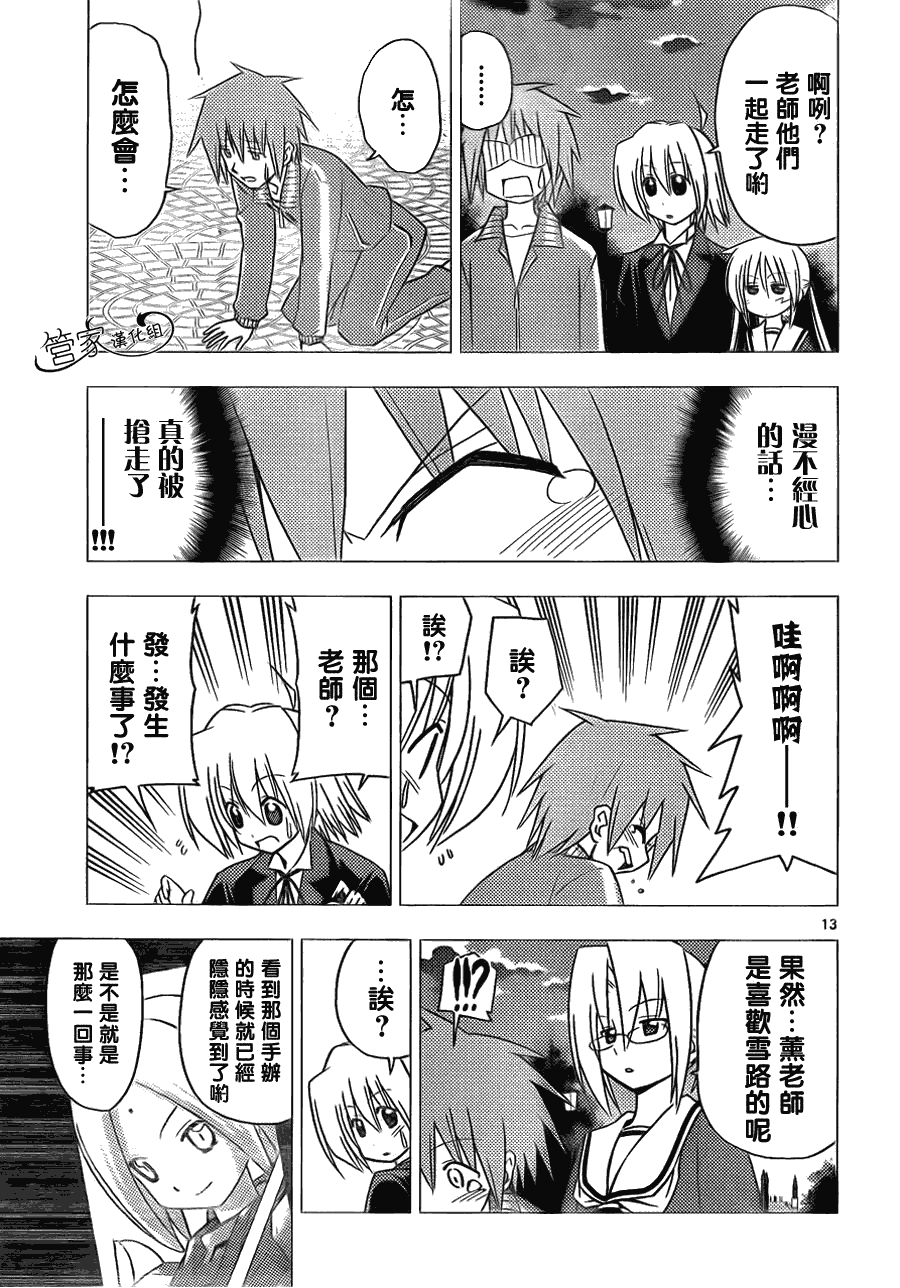 啊咧?
老師他們
一起走了喲
…
怎…
怎麼會…
管家漢化組
漫不經心
的話…
真的被
搶走了
——!!!
哇啊啊啊——!!
誒?
誒!?
那個…
老師?
發…發生
什麼事了!?
13
果然…薰老師
是喜歡雪路的呢
!!!?
…誒?
看到那個手辦
的時候就已經
隱隱感覺到了喲
是不是就是
那麼一回事…